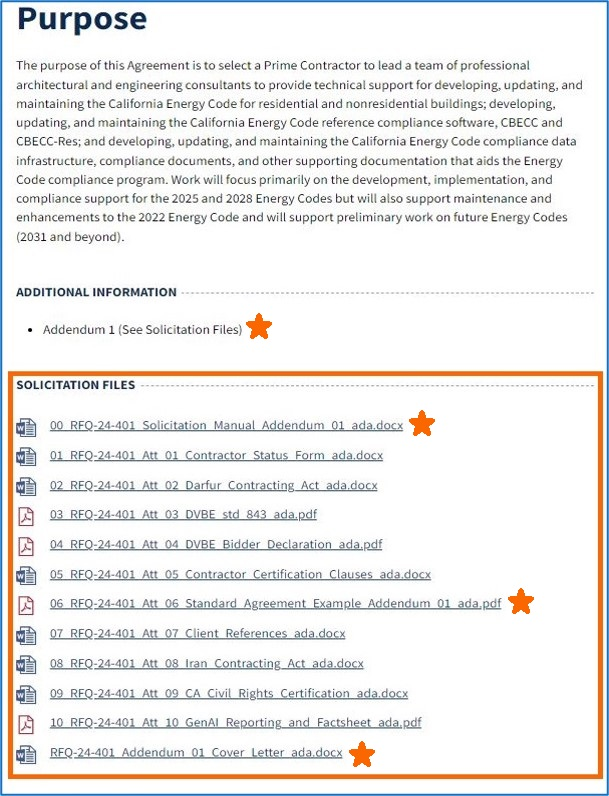 Purpose
The purpose of this Agreement is to select a Prime Contractor to lead a team of professional
architectural and engineering consultants to provide technical support for developing, updating, and
maintaining the California Energy Code for residential and nonresidential buildings; developing,
updating, and maintaining the California Energy Code reference compliance software, CBECC and
CBECC-Res; and developing, updating, and maintaining the California Energy Code compliance data
infrastructure, compliance documents, and other supporting documentation that aids the Energy
Code compliance program. Work will focus primarily on the development, implementation, and
compliance support for the 2025 and 2028 Energy Codes but will also support maintenance and
enhancements to the 2022 Energy Code and will support preliminary work on future Energy Codes
(2031 and beyond).
ADDITIONAL INFORMATION
• Addendum 1 (See Solicitation Files)
SOLICITATION FILES
00_RFQ-24-401_Solicitation_Manual_Addendum_01_ada.docx
01_RFQ-24-401_Att_01_Contractor_Status_Form_ada.docx
02_RFQ-24-401_Att_02_Darfur_Contracting_Act_ada.docx
03_RFQ-24-401_Att_03_DVBE_std_843_ada.pdf
04_RFQ-24-401_Att_04_DVBE_Bidder_Declaration_ada.pdf
05_RFQ-24-401_Att_05_Contractor_Certification_Clauses_ada.docx
06_RFQ-24-401_Att_06_Standard_Agreement_Example_Addendum_01_ada.pdf
07_RFQ-24-401_Att_07_Client_References_ada.docx
08_RFQ-24-401_Att_08_Iran_Contracting_Act_ada.docx
09_RFQ-24-401_Att_09_CA_Civil_Rights_Certification_ada.docx
10_RFQ-24-401_Att_10_GenAI_Reporting_and_Factsheet_ada.pdf
RFQ-24-401_Addendum_01_Cover_Letter_ada.docx